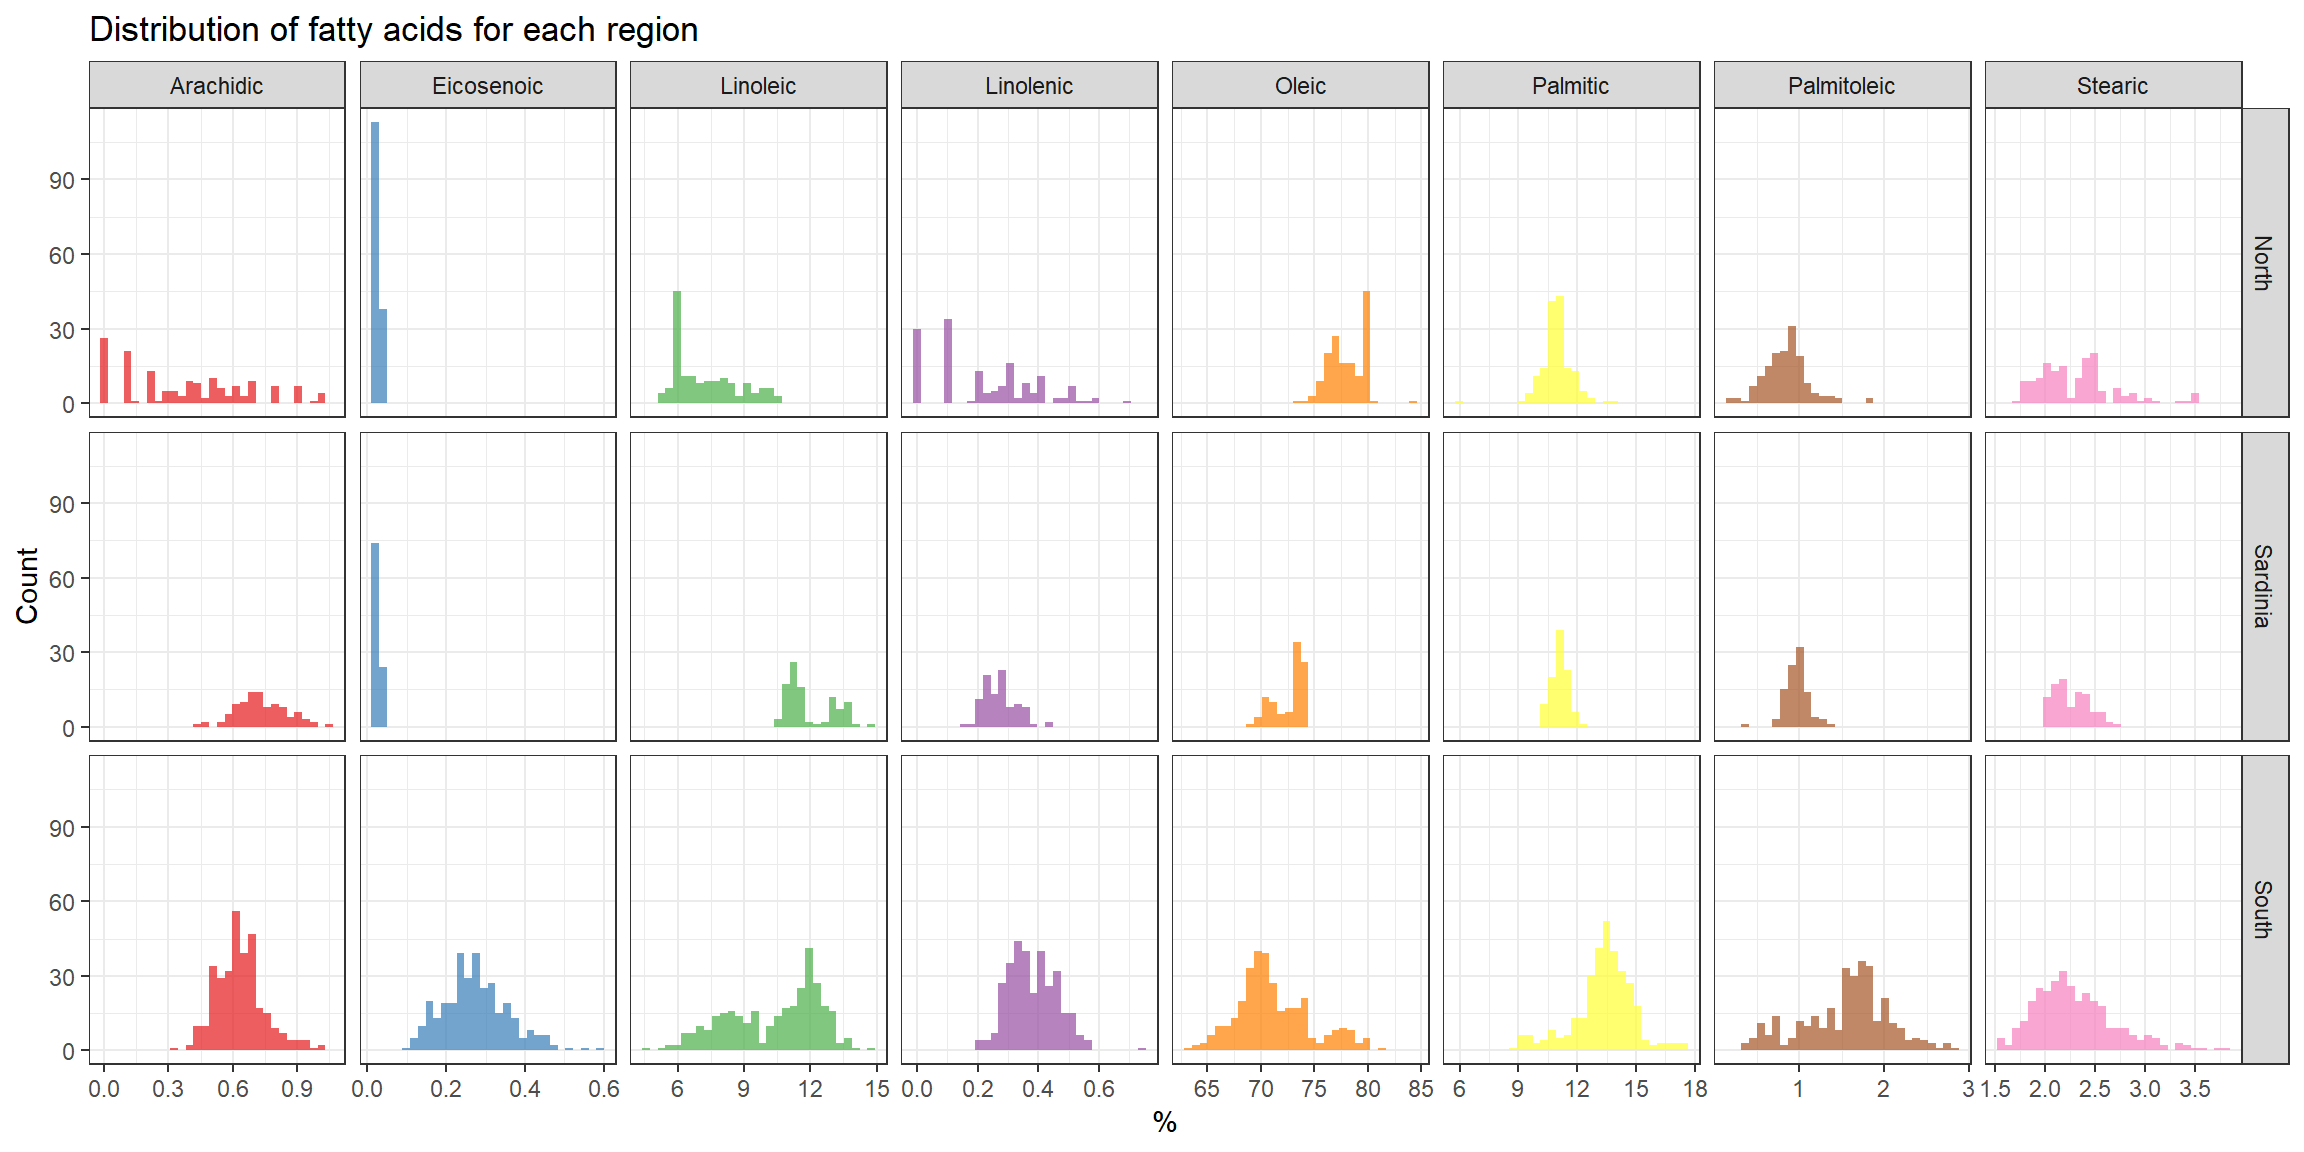 Distribution of fatty acids for each region
Arachidic Eicosenoic Linoleic Linolenic Oleic Palmitic Palmitoleic Stearic
90
60
30
0
North
90
60
30
0
Sardinia
90
60
30
0
South
Count
0.0 0.3 0.6 0.9 0.0 0.2 0.4 0.6 6 9 12 15 0.0 0.2 0.4 0.6 65 70 75 80 85 6 9 12 15 18 1 2 3 1.5 2.0 2.5 3.0 3.5
%